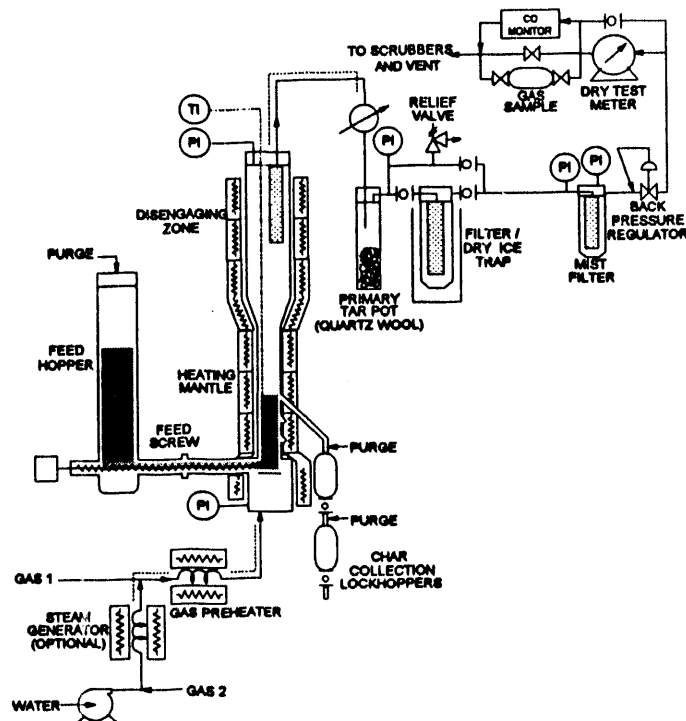 CO
MONITOR
TO SCRUBBERS
AND VENT
GAS
SAMPLE
DRY TEST
METER
RELIEF
VALVE
TI
PI
PI
PI
PI
DISENGAGING
ZONE
BACK
PRESSURE
REGULATOR
FILTER /
DRY ICE
TRAP
MIST
FILTER
PURGE
PRIMARY
TAR POT
(QUARTZ WOOL)
FEED
HOPPER
HEATING
MANTLE
FEED
SCREW
PURGE
PI
PURGE
CHAR
COLLECTION
LOCKHOPPERS
GAS 1
GAS PREHEATER
STEAM
GENERATOR
(OPTIONAL)
GAS 2
WATER